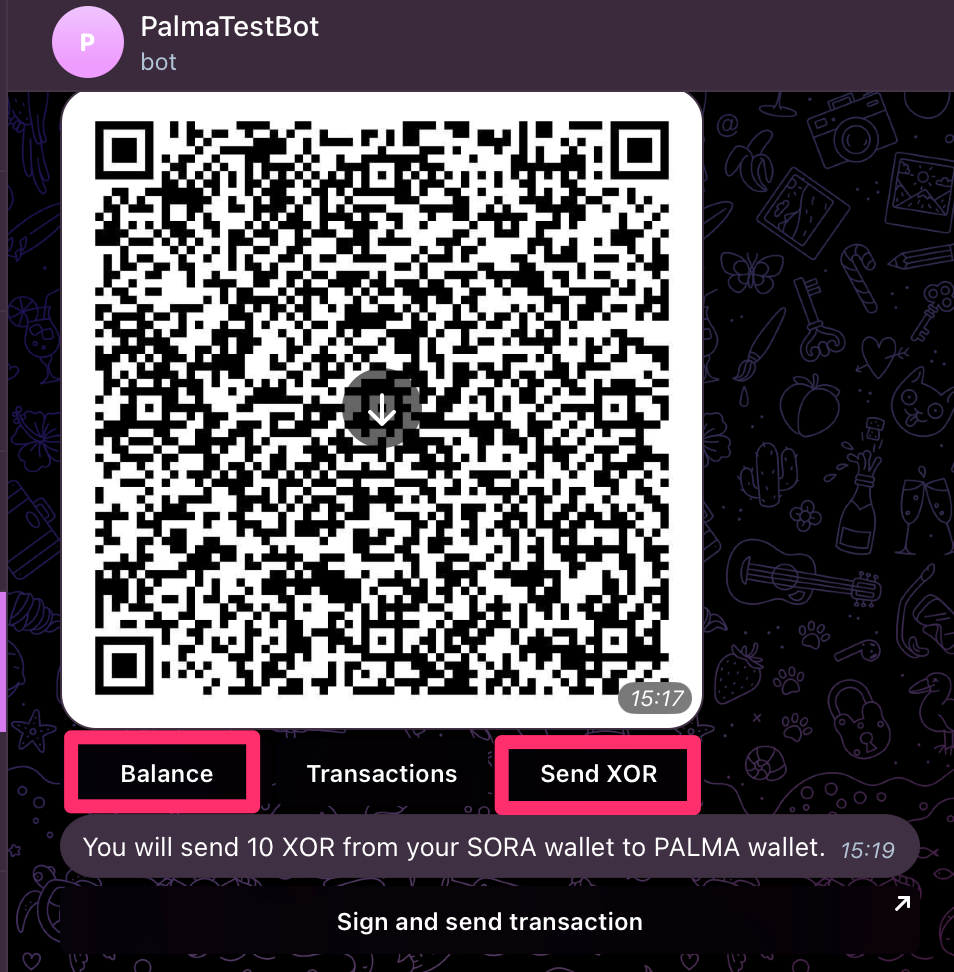 P
PalmaTestBot
bot
15:17
Balance
Transactions
Send XOR
You will send 10 XOR from your SORA wallet to PALMA wallet. 15:19
Sign and send transaction